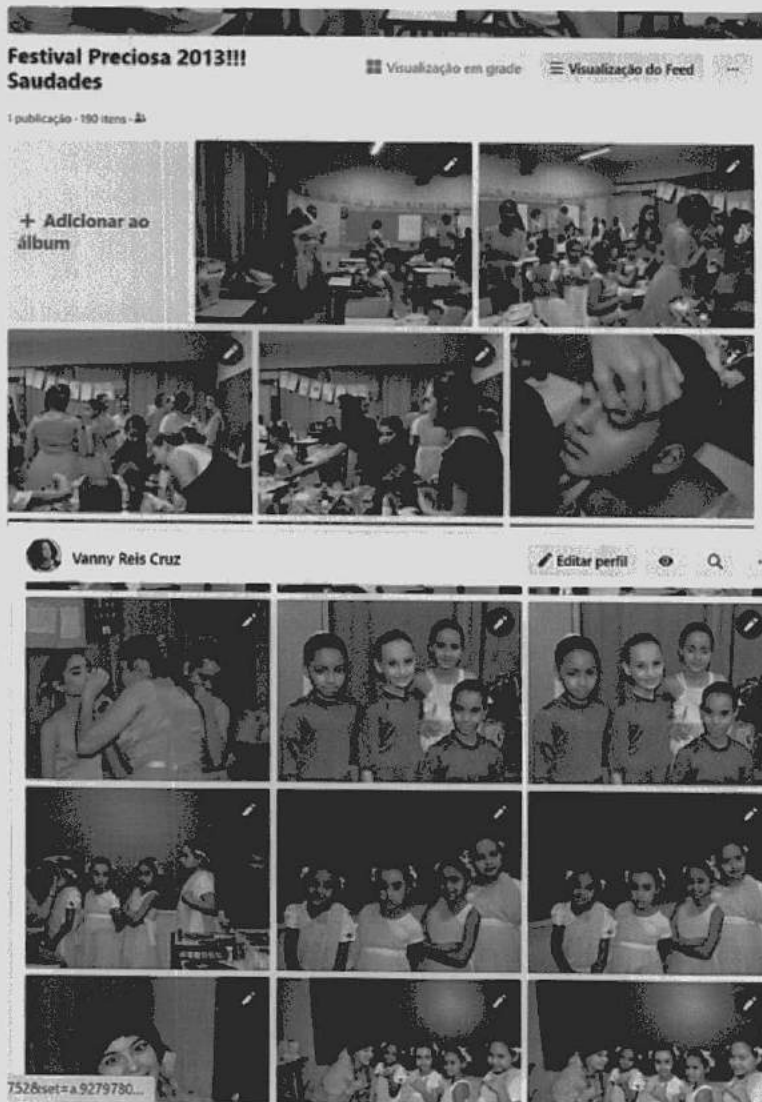 Festival Preciosa 2013!!!
Saudades
Visualização em grade
Visualização do Feed
1 publicação · 190 itens ·
+ Adicionar ao
álbum
Vanny Reis Cruz
Editar perfil
752&set=a.9279780...